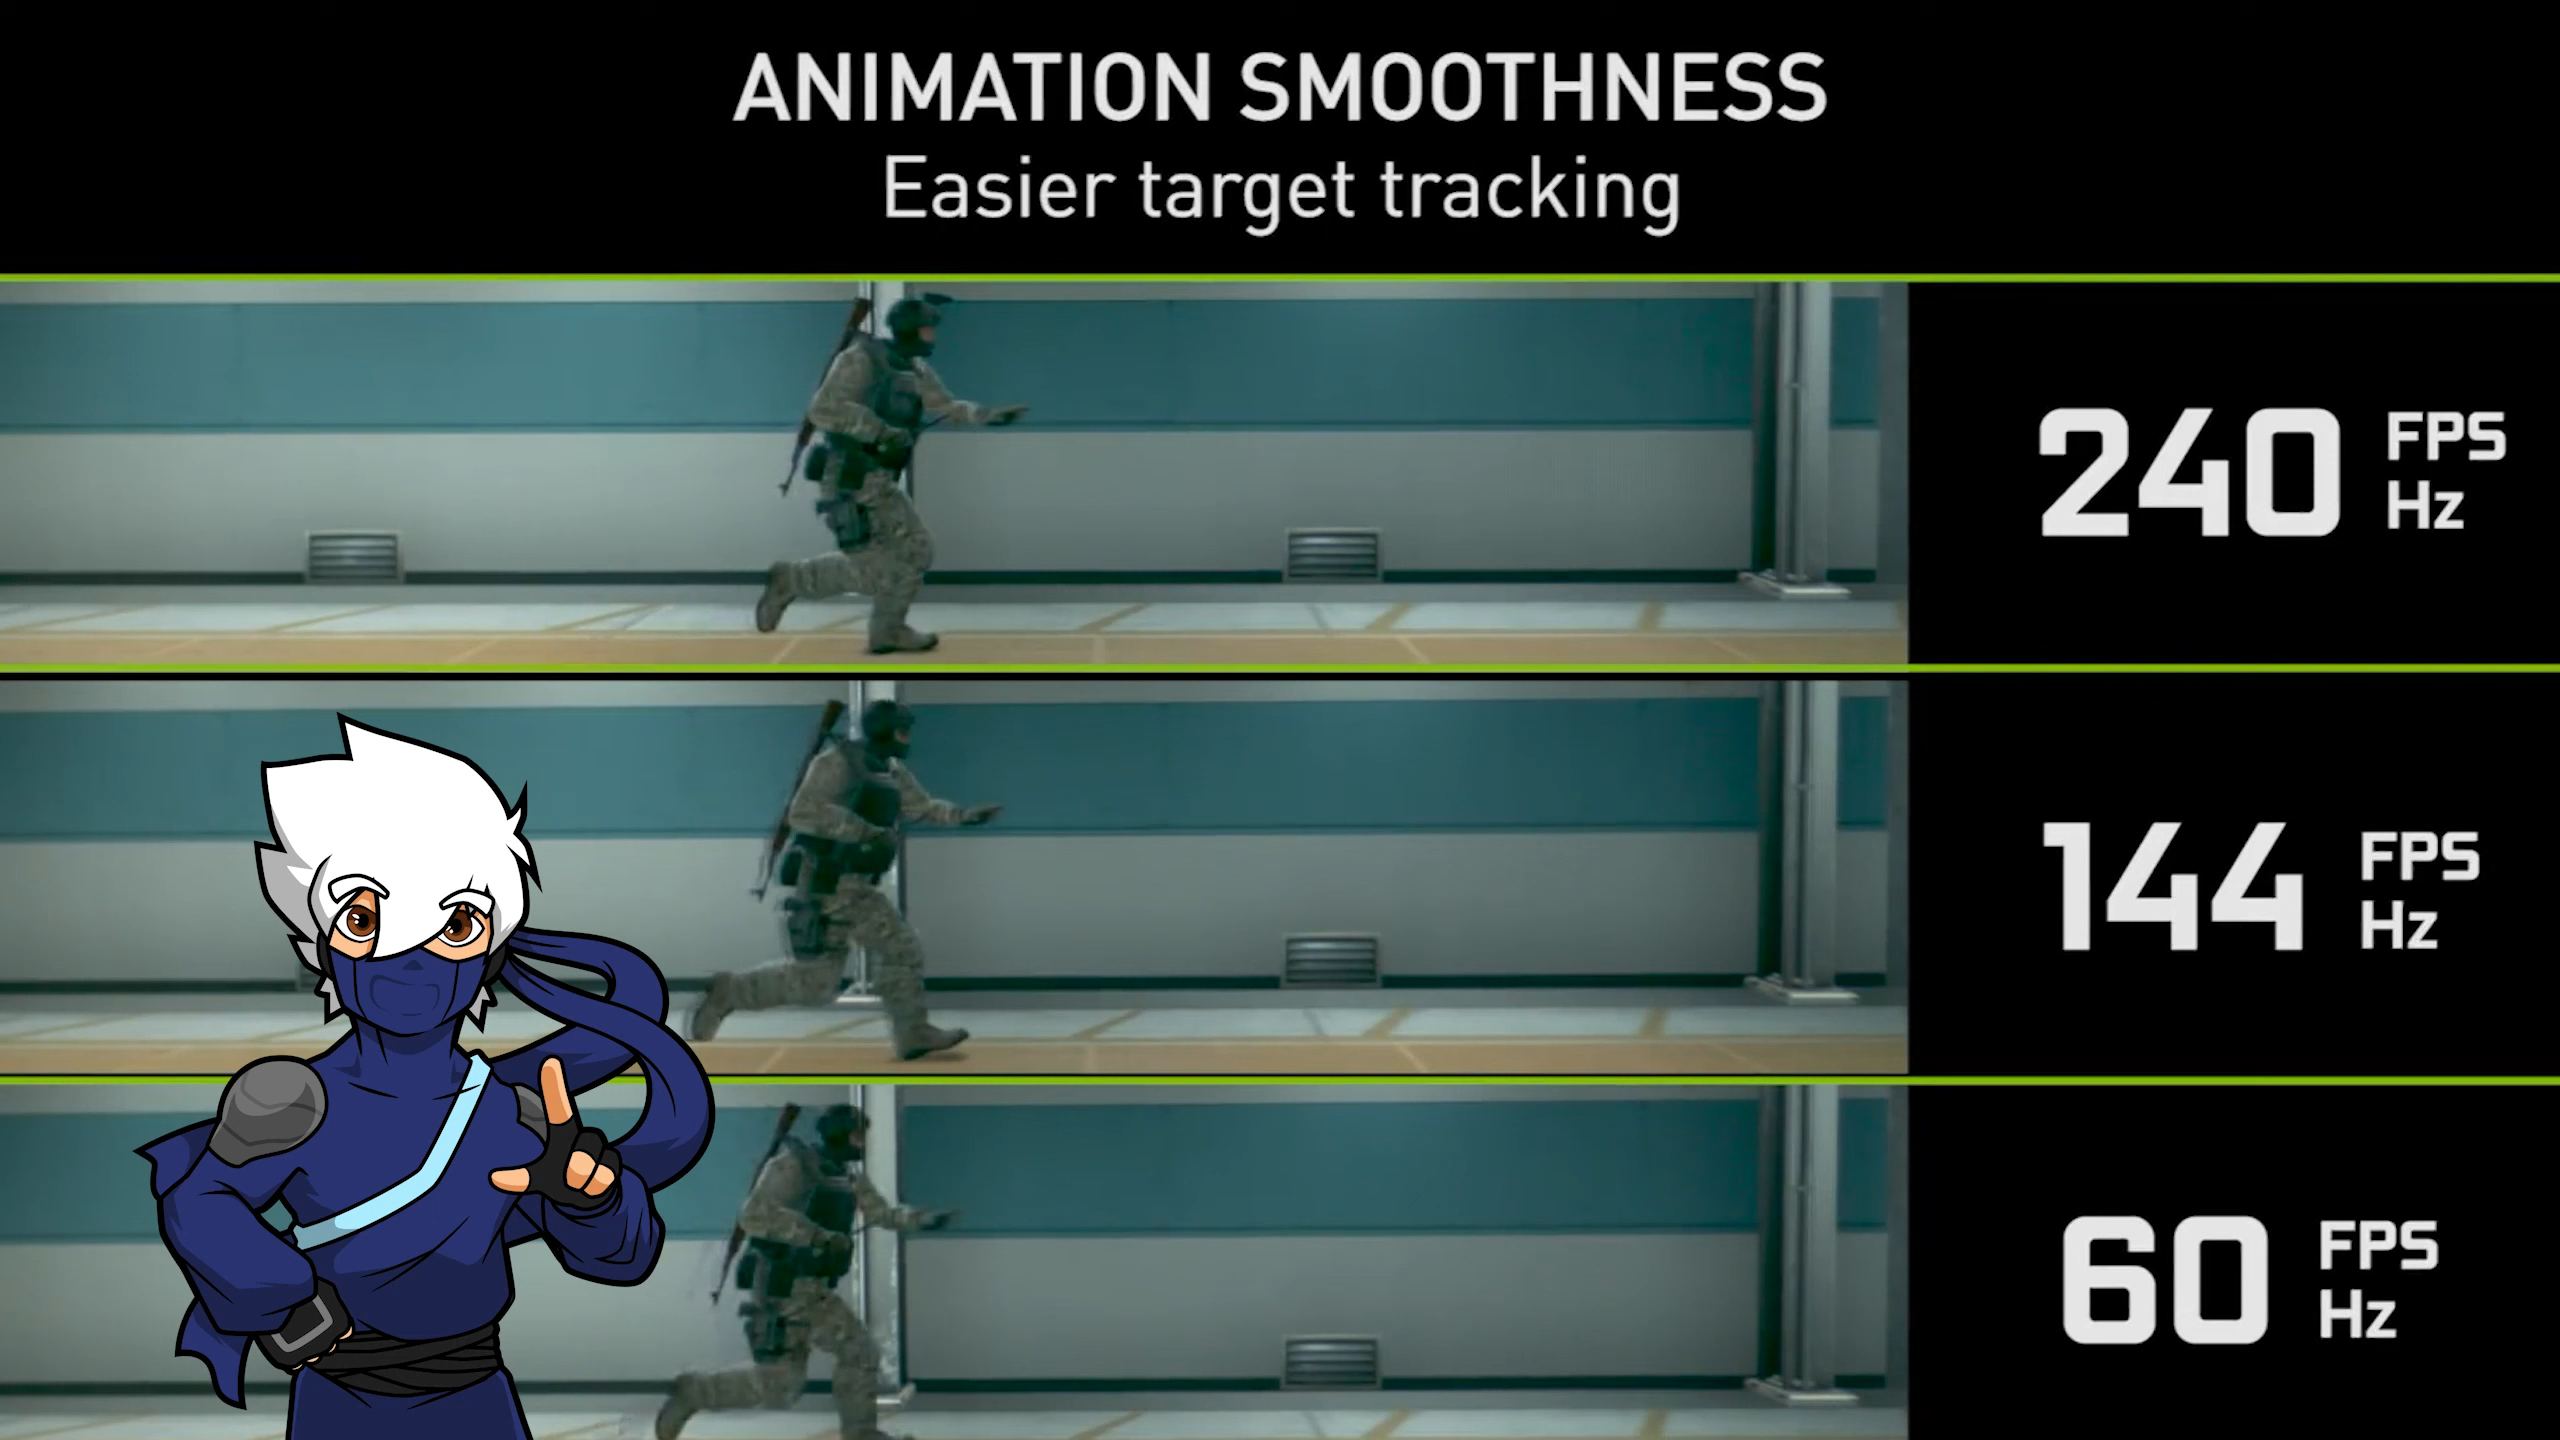 ANIMATION SMOOTHNESS
Easier target tracking
240 FPS
Hz
144 FPS
Hz
60 FPS
Hz